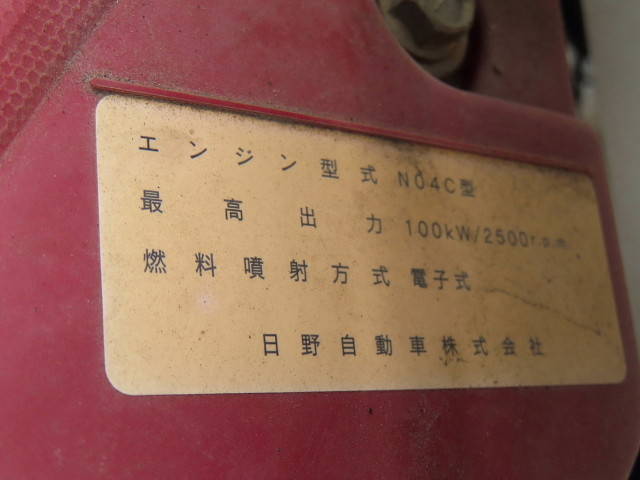 エンジン型式 N04C型
最高出力 100kW/2500r.p.m.
燃料噴射方式 電子式
日野自動車株式会社